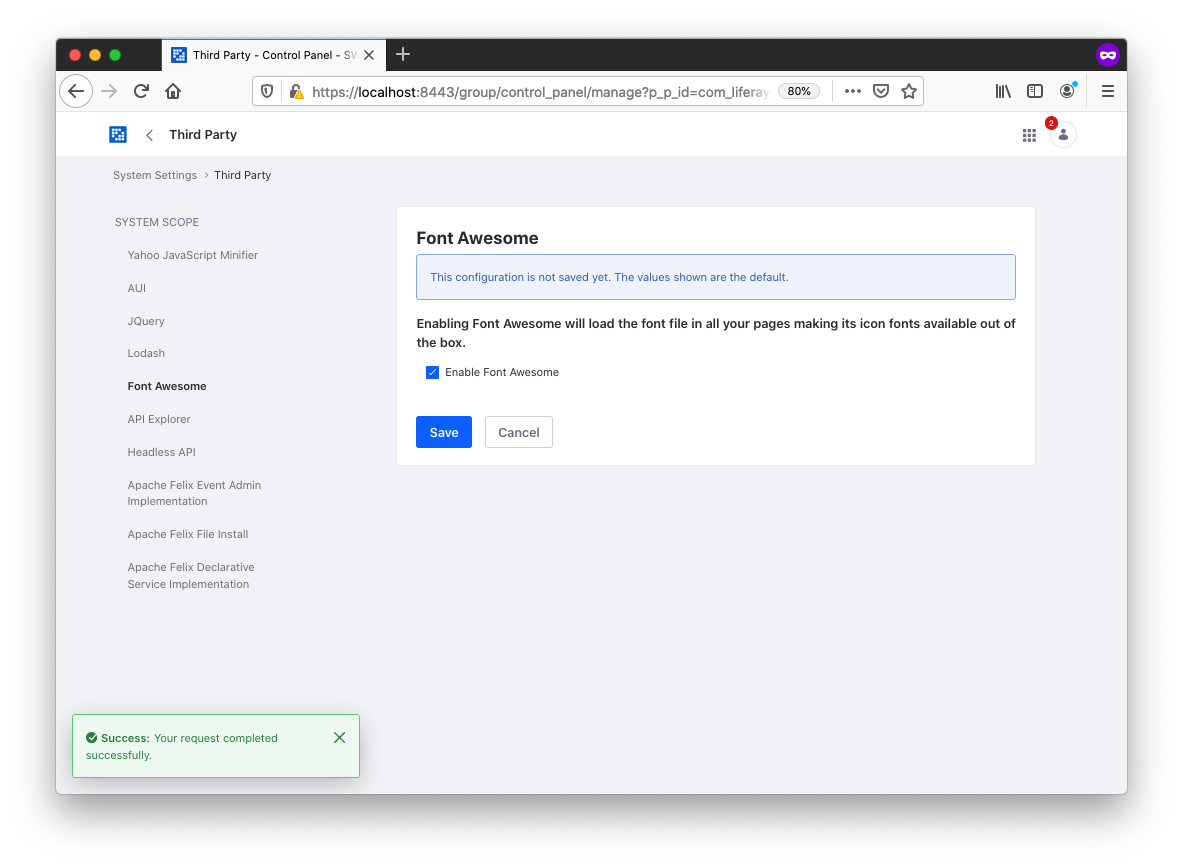 Third Party - Control Panel - SW
https://localhost:8443/group/control_panel/manage?p_p_id=com_liferay
80%
Third Party
2
System Settings > Third Party
SYSTEM SCOPE
Yahoo JavaScript Minifier
AUI
JQuery
Lodash
Font Awesome
API Explorer
Headless API
Apache Felix Event Admin
Implementation
Apache Felix File Install
Apache Felix Declarative
Service Implementation
Font Awesome
This configuration is not saved yet. The values shown are the default.
Enabling Font Awesome will load the font file in all your pages making its icon fonts available out of
the box.
Enable Font Awesome
Save
Cancel
Success: Your request completed
successfully.